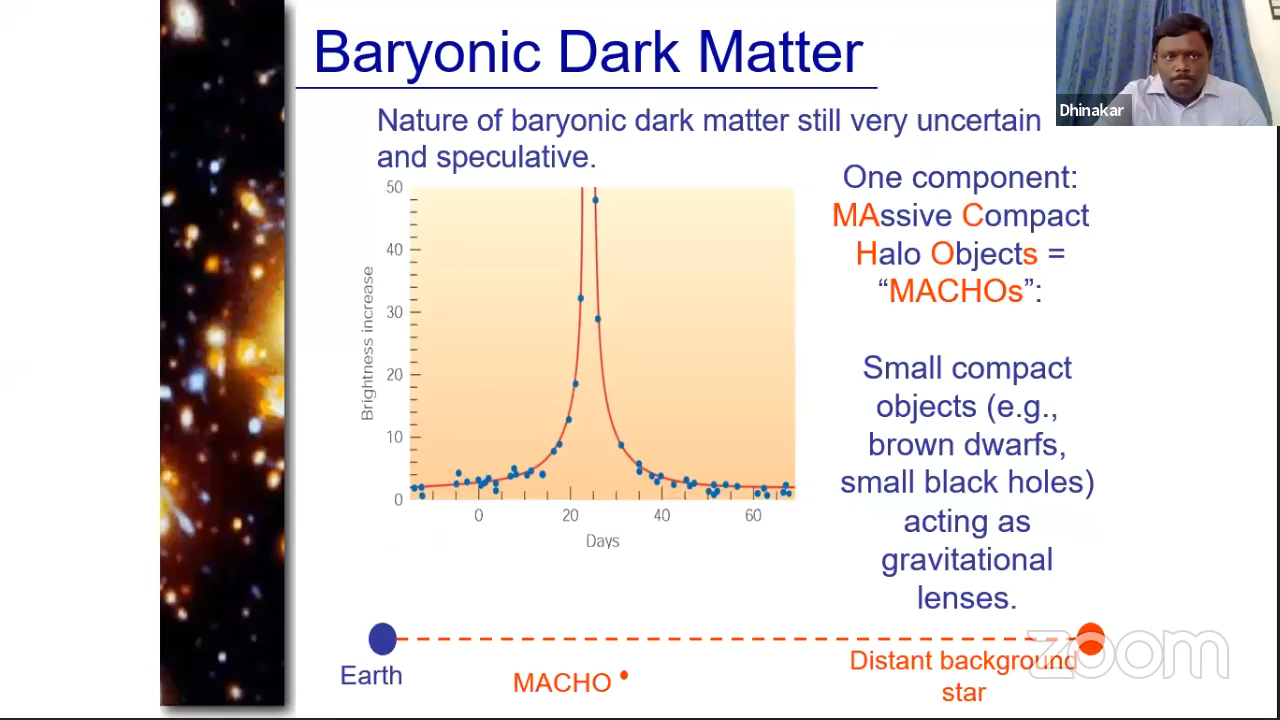 Baryonic Dark Matter
Dhinakar
Nature of baryonic dark matter still very uncertain
and speculative.
One component:
MAssive Compact
Halo Objects =
“MACHOs”:
Small compact
objects (e.g.,
brown dwarfs,
small black holes)
acting as
gravitational
lenses.
50
40
30
20
10
0
Brightness increase
0 20 40 60
Days
Earth
MACHO
Distant background
star
zoom